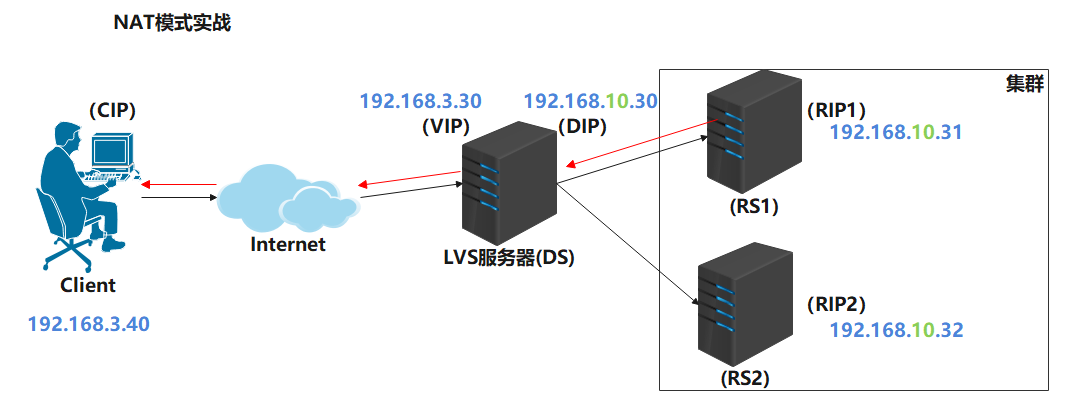 NAT模式实战
集群
192.168.3.30
192.168.10.30
(CIP)
(VIP)
(DIP)
(RIP1)
192.168.10.31
(RS1)
Internet
LVS服务器(DS)
Client
(RIP2)
192.168.3.40
192.168.10.32
(RS2)